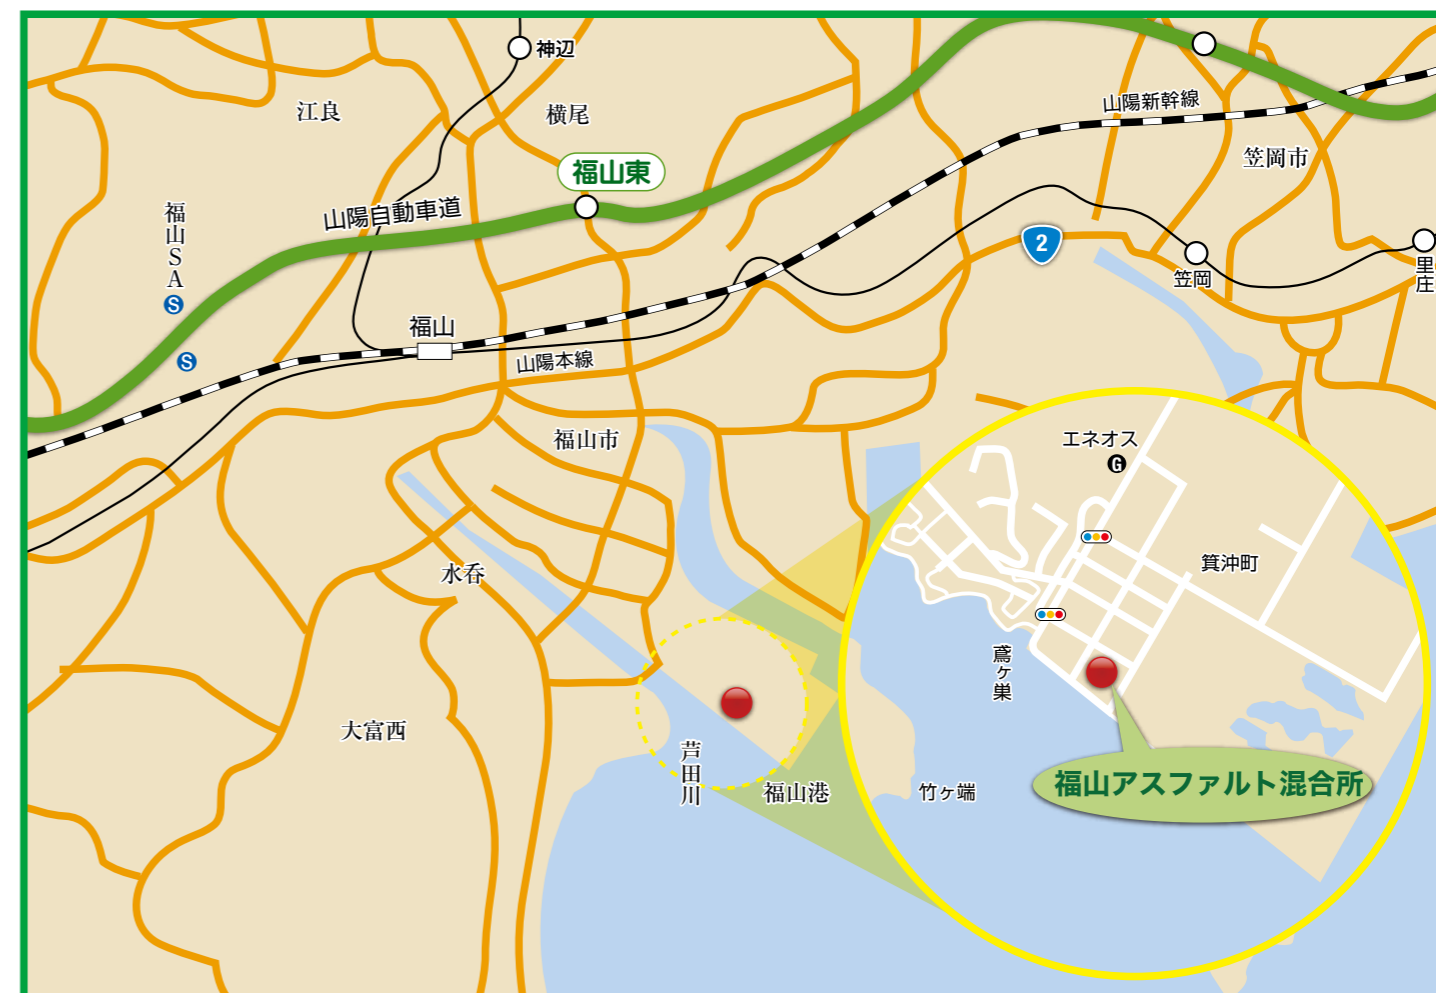 神辺
江良
横尾
山陽新幹線
笠岡市
福山東
山陽自動車道
福山SA
S
S
2
笠岡
里庄
福山
山陽本線
福山市
エネオス
G
水呑
箕沖町
鳶ヶ巣
大富西
芦田川
福山港
竹ヶ端
福山アスファルト混合所